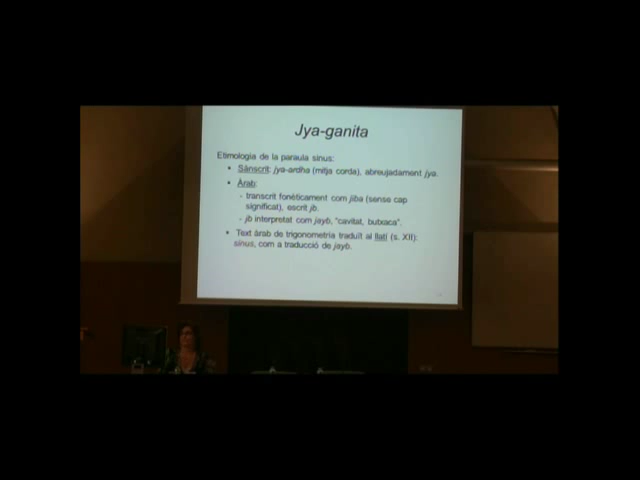 Jya-ganita
Etimologia de la paraula sinus:
• Sànscrit: jya-ardha (mitja corda), abreujadament jya.
• Àrab:
- transcrit fonèticament com jiba (sense cap
significat), escrit jb.
- jb interpretat com jayb, "cavitat, butxaca".
• Text àrab de trigonometria traduït al llatí (s. XII):
sinus, com a traducció de jayb.